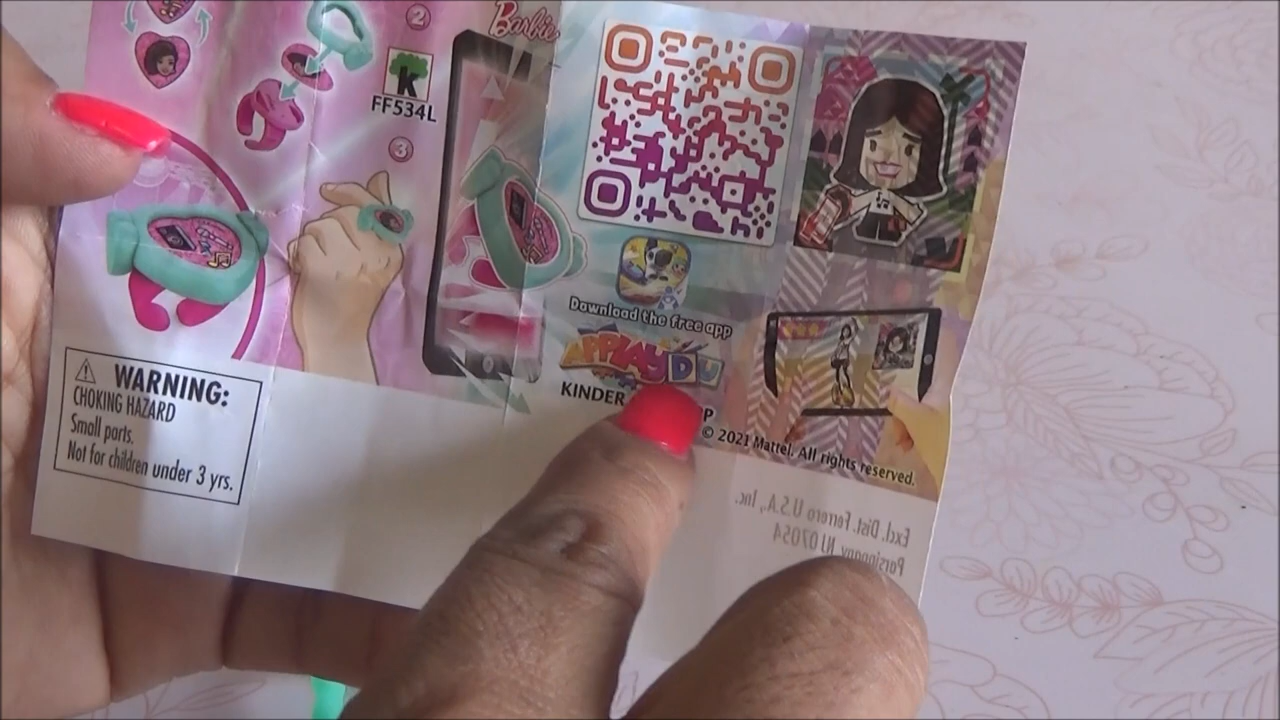 2
Barbie
K
FF534L
3
Download the free app
APPLAYDU
KINDER
P
© 2021 Mattel. All rights reserved.
WARNING:
CHOKING HAZARD
Small parts.
Not for children under 3 yrs.
Excl. Dist. Ferrero U.S.A., Inc.
Parsippany NJ 07054